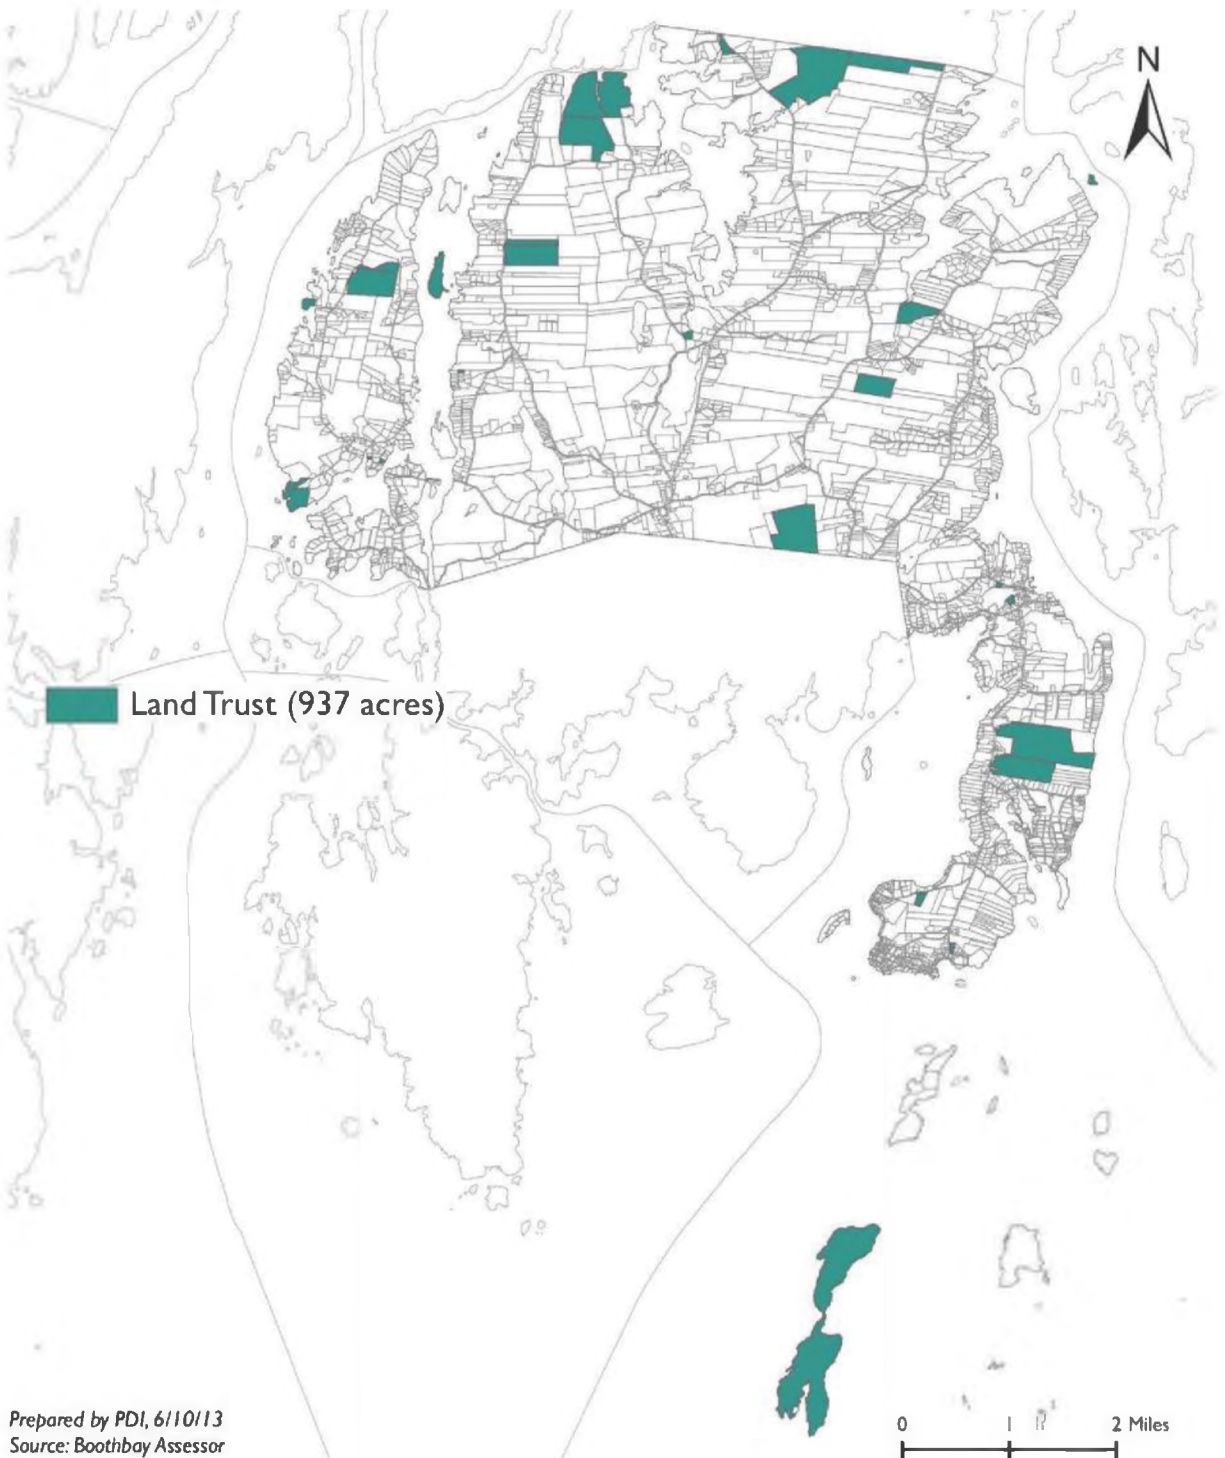 N
Land Trust (937 acres)
Prepared by PDI, 6/10/13
Source: Boothbay Assessor
0 1 2 Miles